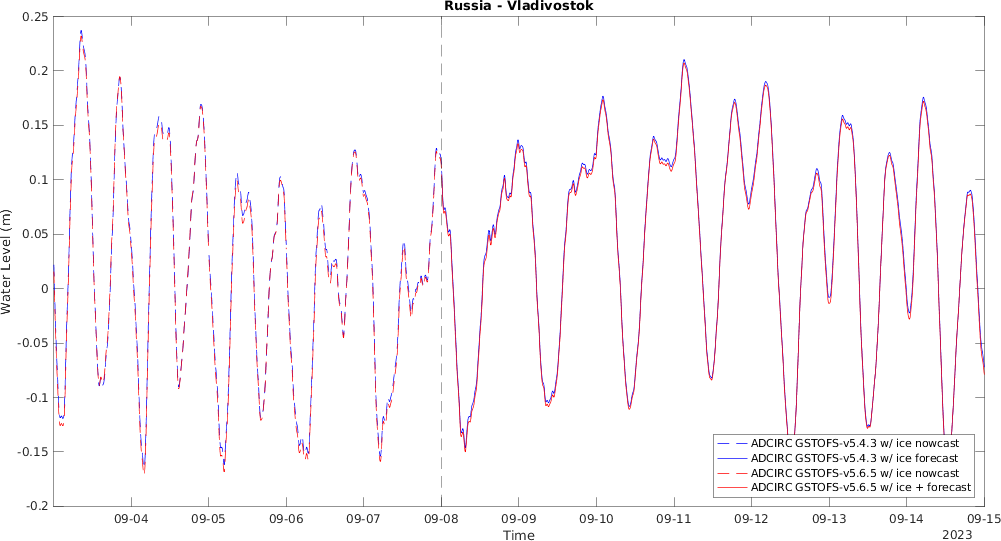 Russia - Vladivostok
Water Level (m)
0.25
0.2
0.15
0.1
0.05
0
-0.05
-0.1
-0.15
-0.2
09-04 09-05 09-06 09-07 09-08 09-09 09-10 09-11 09-12 09-13 09-14 09-15
Time
2023
ADCIRC GSTOFS-v5.4.3 w/ ice nowcast
ADCIRC GSTOFS-v5.4.3 w/ ice forecast
ADCIRC GSTOFS-v5.6.5 w/ ice nowcast
ADCIRC GSTOFS-v5.6.5 w/ ice + forecast